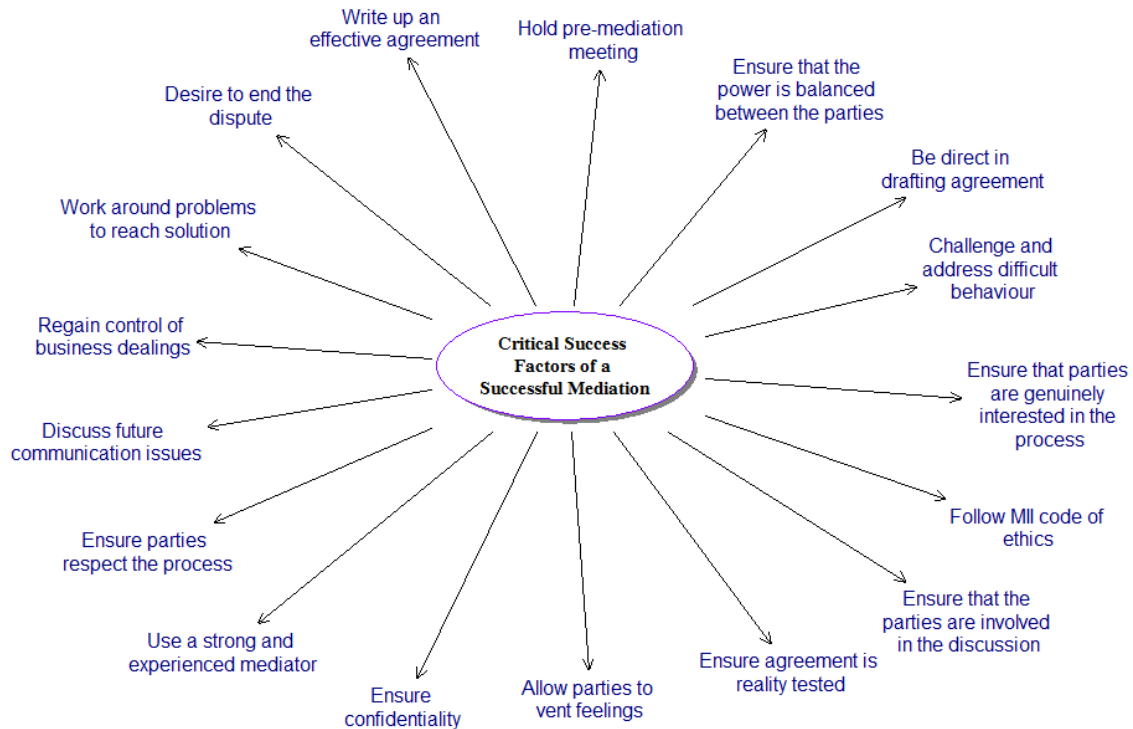 Write up an
effective agreement
Hold pre-mediation
meeting
Ensure that the
power is balanced
between the parties
Desire to end the
dispute
Be direct in
drafting agreement
Work around problems
to reach solution
Challenge and
address difficult
behaviour
Regain control of
business dealings
Critical Success
Factors of a
Successful Mediation
Ensure that parties
are genuinely
interested in the
process
Discuss future
communication issues
Follow MII code of
ethics
Ensure parties
respect the process
Ensure that the
parties are involved
in the discussion
Use a strong and
experienced mediator
Ensure agreement is
reality tested
Ensure
confidentiality
Allow parties to
vent feelings